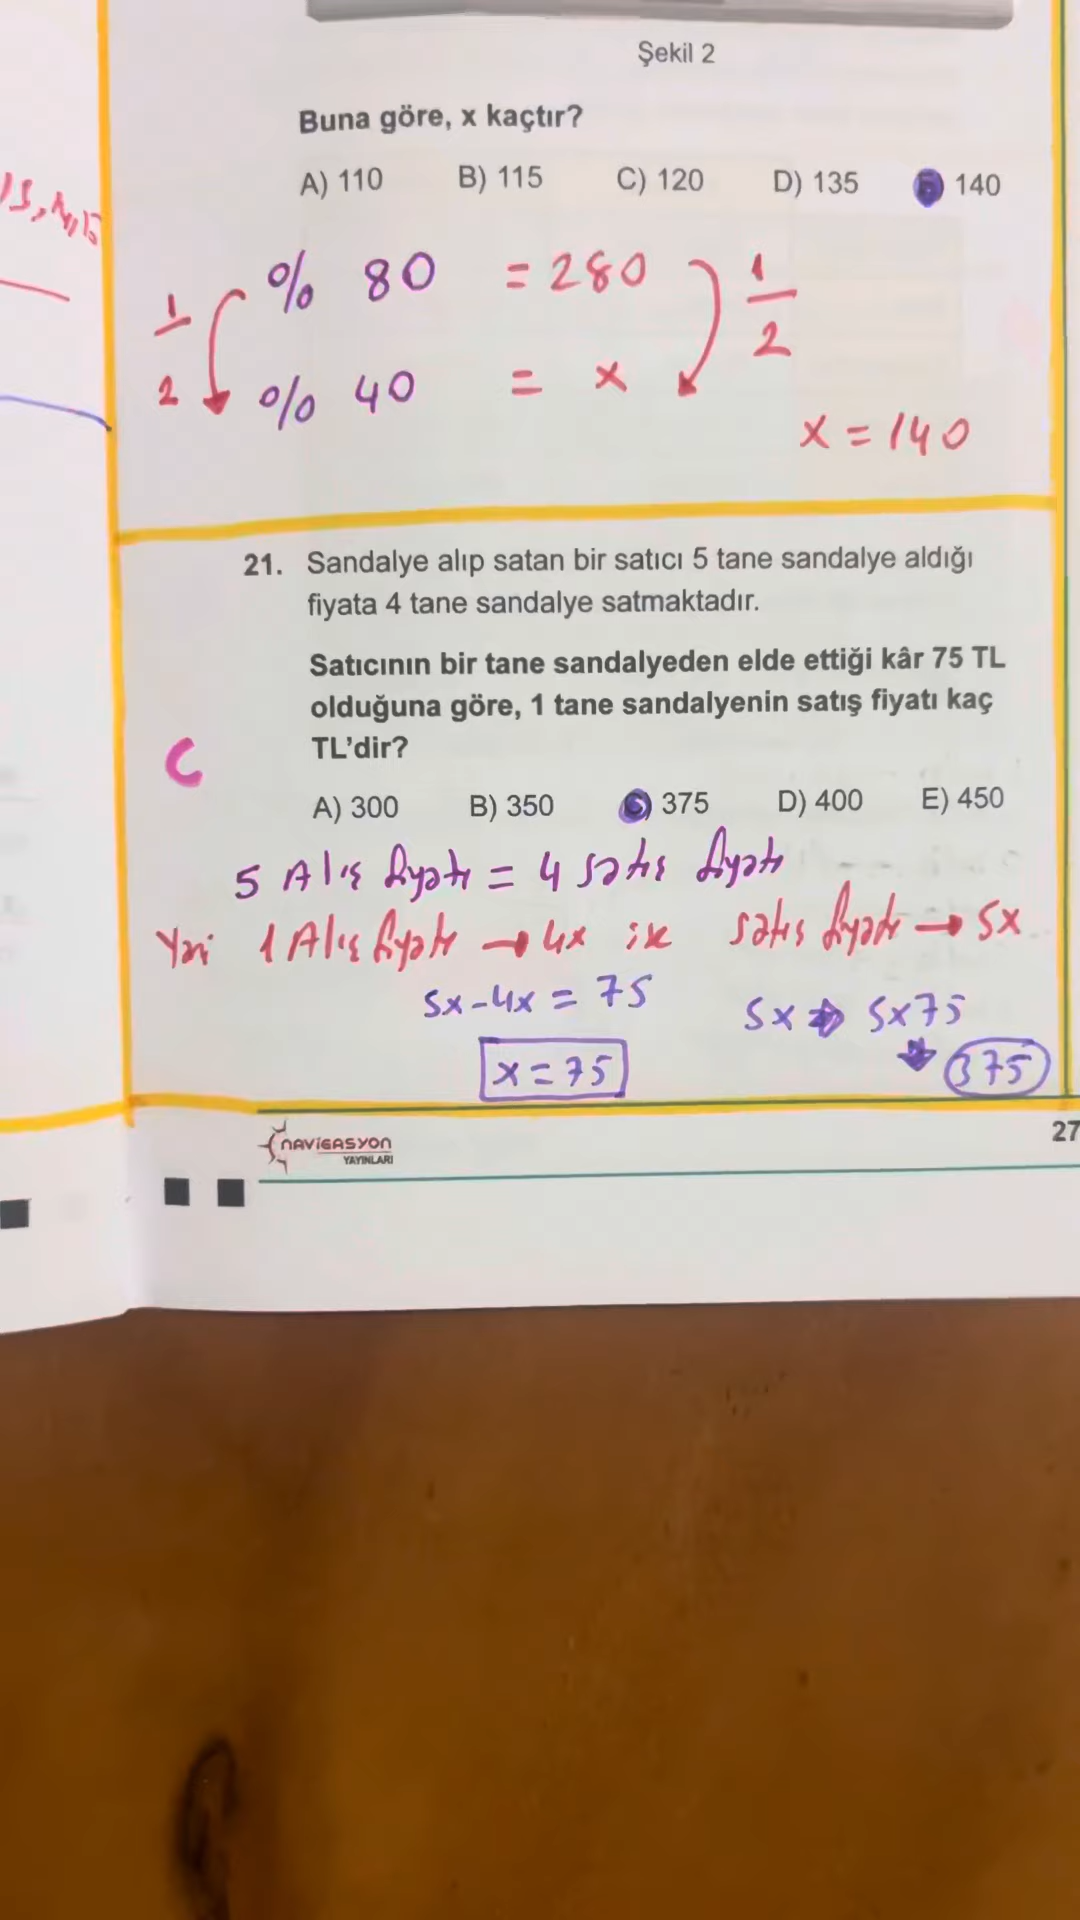 Şekil 2
Buna göre, x kaçtır?
A) 110 B) 115 C) 120 D) 135 E) 140
% 80 = 280
1/2
1/2
% 40 = x
x = 140
21. Sandalye alıp satan bir satıcı 5 tane sandalye aldığı
fiyata 4 tane sandalye satmaktadır.
Satıcının bir tane sandalyeden elde ettiği kâr 75 TL
olduğuna göre, 1 tane sandalyenin satış fiyatı kaç
TL'dir?
C
A) 300 B) 350 C) 375 D) 400 E) 450
5 Alış fiyatı = 4 satış fiyatı
Yani 1 Alış fiyatı → 4x ise satış fiyatı → 5x
5x-4x = 75
5x → 5x75
x = 75
375
NAVİGASYON
YAYINLARI
27